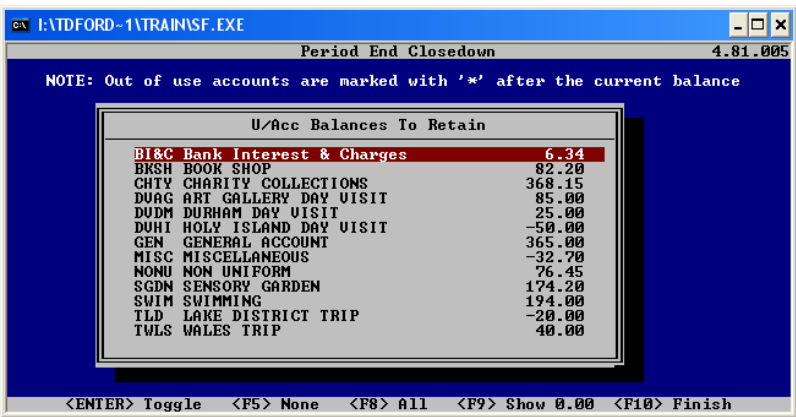 I:\TDFORD~1\TRAIN\SF.EXE
Period End Closedown 4.81.005
NOTE: Out of use accounts are marked with '*' after the current balance
U/Acc Balances To Retain
BI&C Bank Interest & Charges 6.34
BKSH BOOK SHOP 82.20
CHTY CHARITY COLLECTIONS 368.15
DVAG ART GALLERY DAY VISIT 85.00
DVDM DURHAM DAY VISIT 25.00
DVHI HOLY ISLAND DAY VISIT -50.00
GEN GENERAL ACCOUNT 365.00
MISC MISCELLANEOUS -32.70
NONU NON UNIFORM 76.45
SGDN SENSORY GARDEN 174.20
SWIM SWIMMING 194.00
TLD LAKE DISTRICT TRIP -20.00
TWLS WALES TRIP 40.00
<ENTER> Toggle <F5> None <F8> All <F9> Show 0.00 <F10> Finish